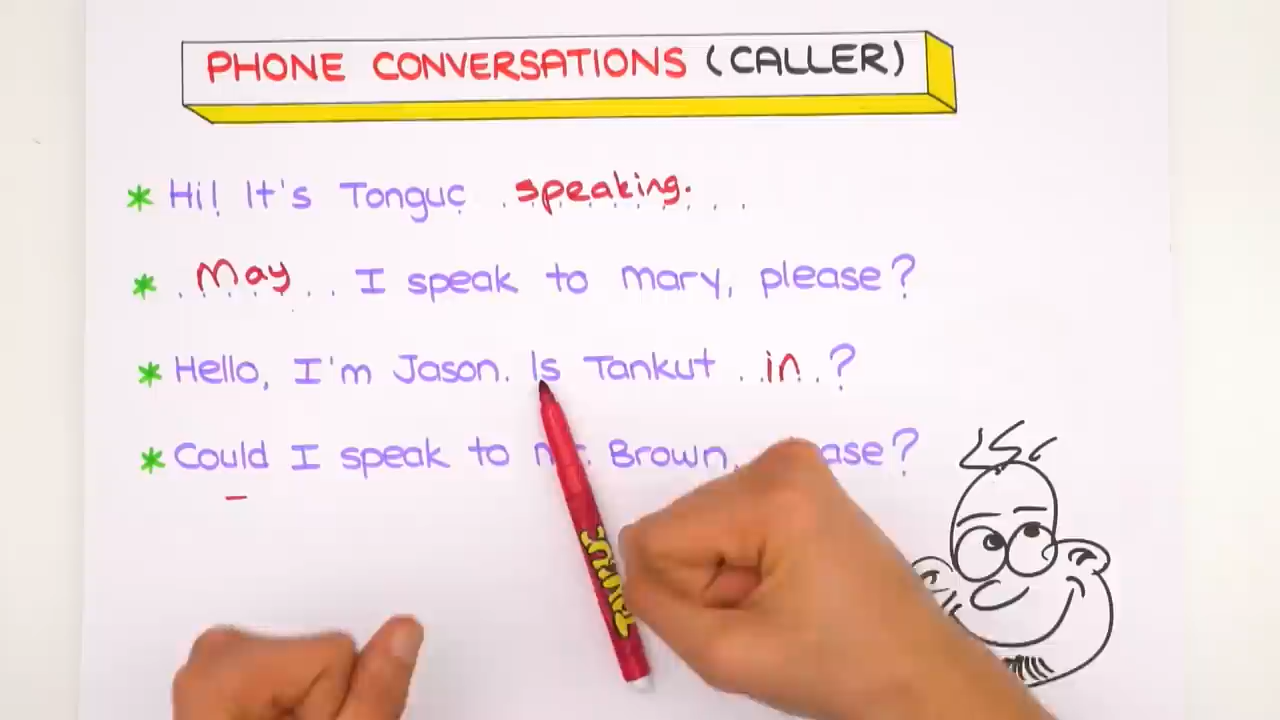 PHONE CONVERSATIONS (CALLER)
* Hi! It's Tonguç speaking.
* May I speak to mary, please?
* Hello, I'm Jason. Is Tankut in ?
* Could I speak to Brown,